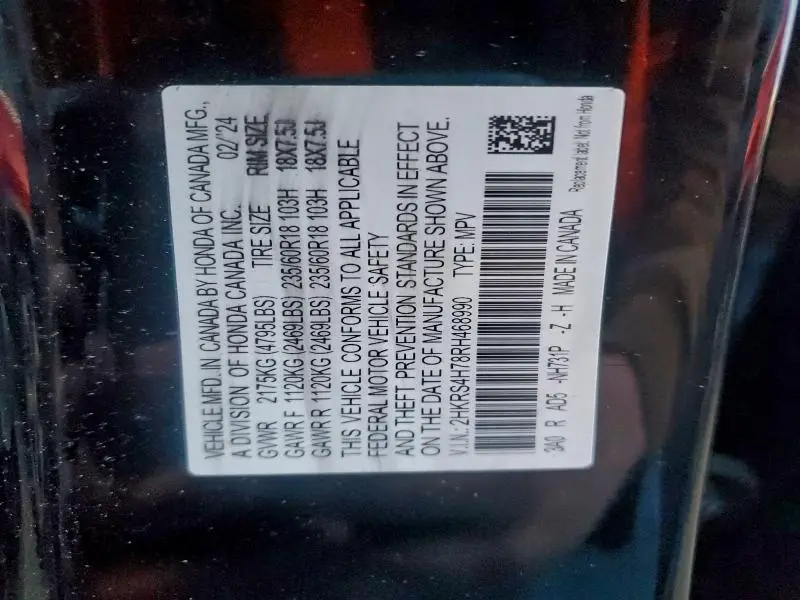 VEHICLE MFD. IN CANADA BY HONDA OF CANADA MFG.,
A DIVISION OF HONDA CANADA INC., 02/'24
GVWR 2175KG (4795LBS) TIRE SIZE RIM SIZE
GAWR F 1120KG (2469LBS) 235/60R18 103H 18X7.5J
GAWR R 1120KG (2469LBS) 235/60R18 103H 18X7.5J
THIS VEHICLE CONFORMS TO ALL APPLICABLE
FEDERAL MOTOR VEHICLE SAFETY
AND THEFT PREVENTION STANDARDS IN EFFECT
ON THE DATE OF MANUFACTURE SHOWN ABOVE.
V.I.N.: 2HKRS4H78RH468990 TYPE: MPV
3A0 R AD5 -NH731P -Z -H MADE IN CANADA
Replacement label. Not from Honda